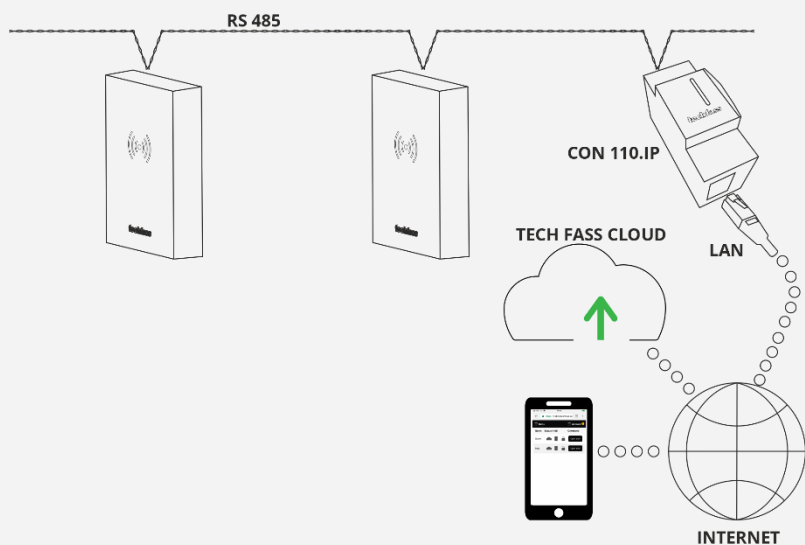 RS 485
CON 110.IP
TECH FASS CLOUD
LAN
INTERNET